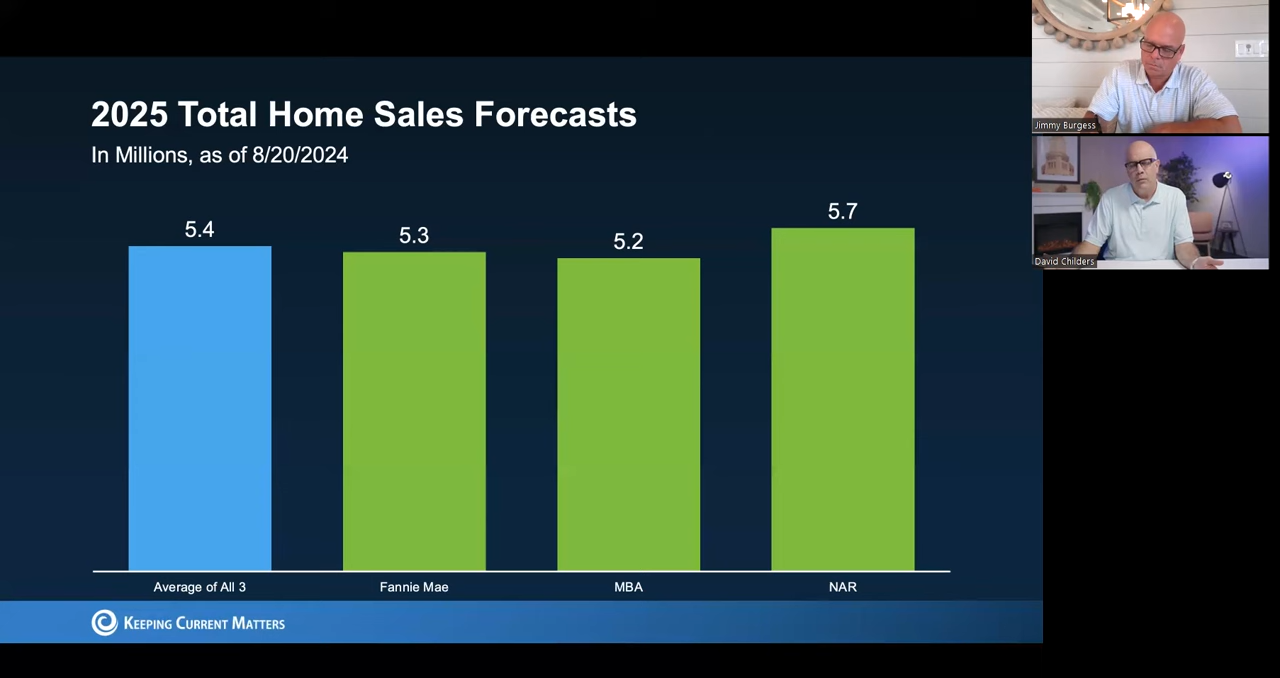 2025 Total Home Sales Forecasts
In Millions, as of 8/20/2024
5.4
5.3
5.2
5.7
Average of All 3
Fannie Mae
MBA
NAR
KEEPING CURRENT MATTERS
Jimmy Burgess
David Childers